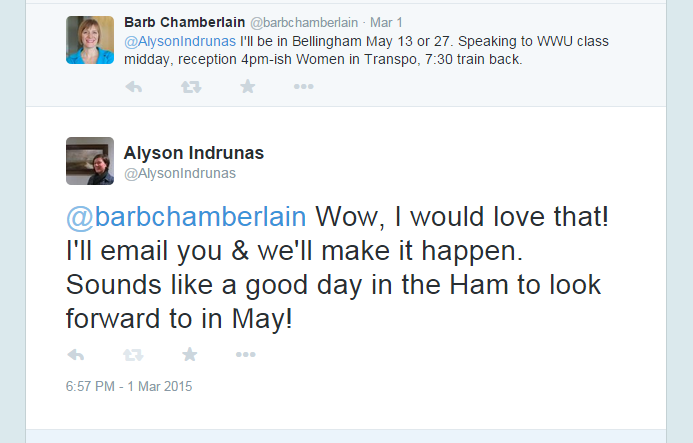 Barb Chamberlain @barbchamberlain · Mar 1
@AlysonIndrunas I'll be in Bellingham May 13 or 27. Speaking to WWU class
midday, reception 4pm-ish Women in Transpo, 7:30 train back.
Alyson Indrunas
@AlysonIndrunas
@barbchamberlain Wow, I would love that!
I'll email you & we'll make it happen.
Sounds like a good day in the Ham to look
forward to in May!
6:57 PM - 1 Mar 2015